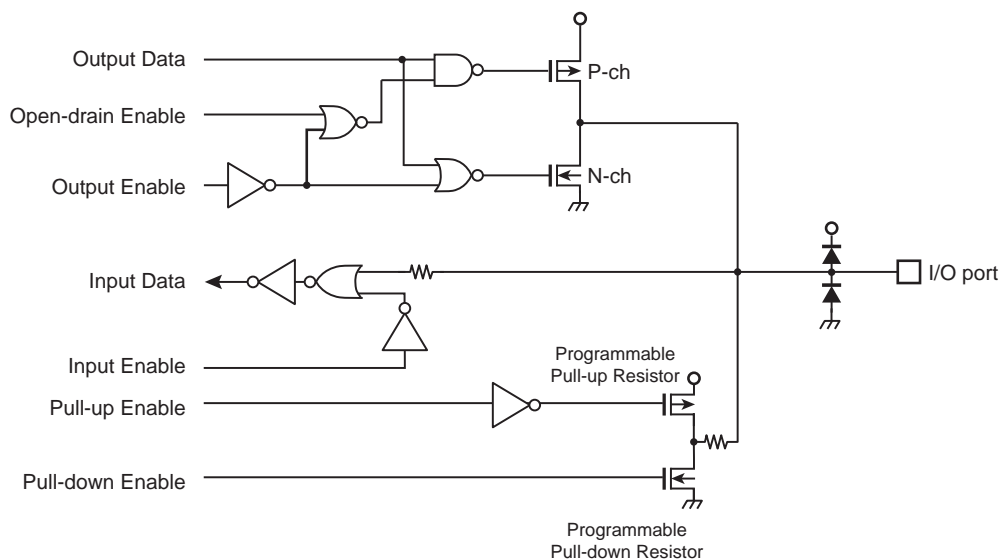 Output Data
P-ch
Open-drain Enable
Output Enable
N-ch
Input Data
I/O port
Input Enable
Programmable
Pull-up Resistor
Pull-up Enable
Pull-down Enable
Programmable
Pull-down Resistor